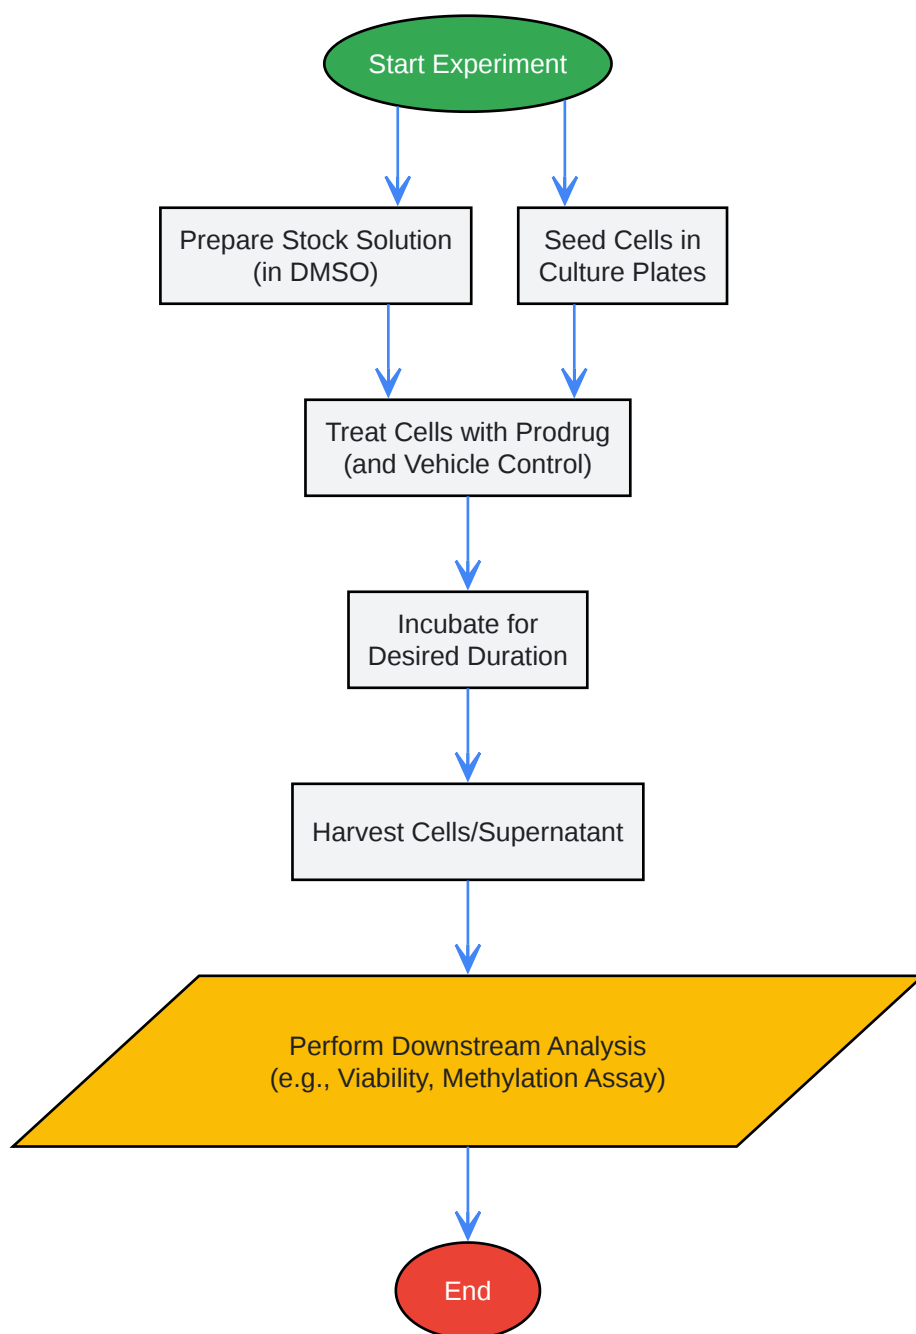 Start Experiment
Prepare Stock Solution
(in DMSO)
Seed Cells in
Culture Plates
Treat Cells with Prodrug
(and Vehicle Control)
Incubate for
Desired Duration
Harvest Cells/Supernatant
Perform Downstream Analysis
(e.g., Viability, Methylation Assay)
End